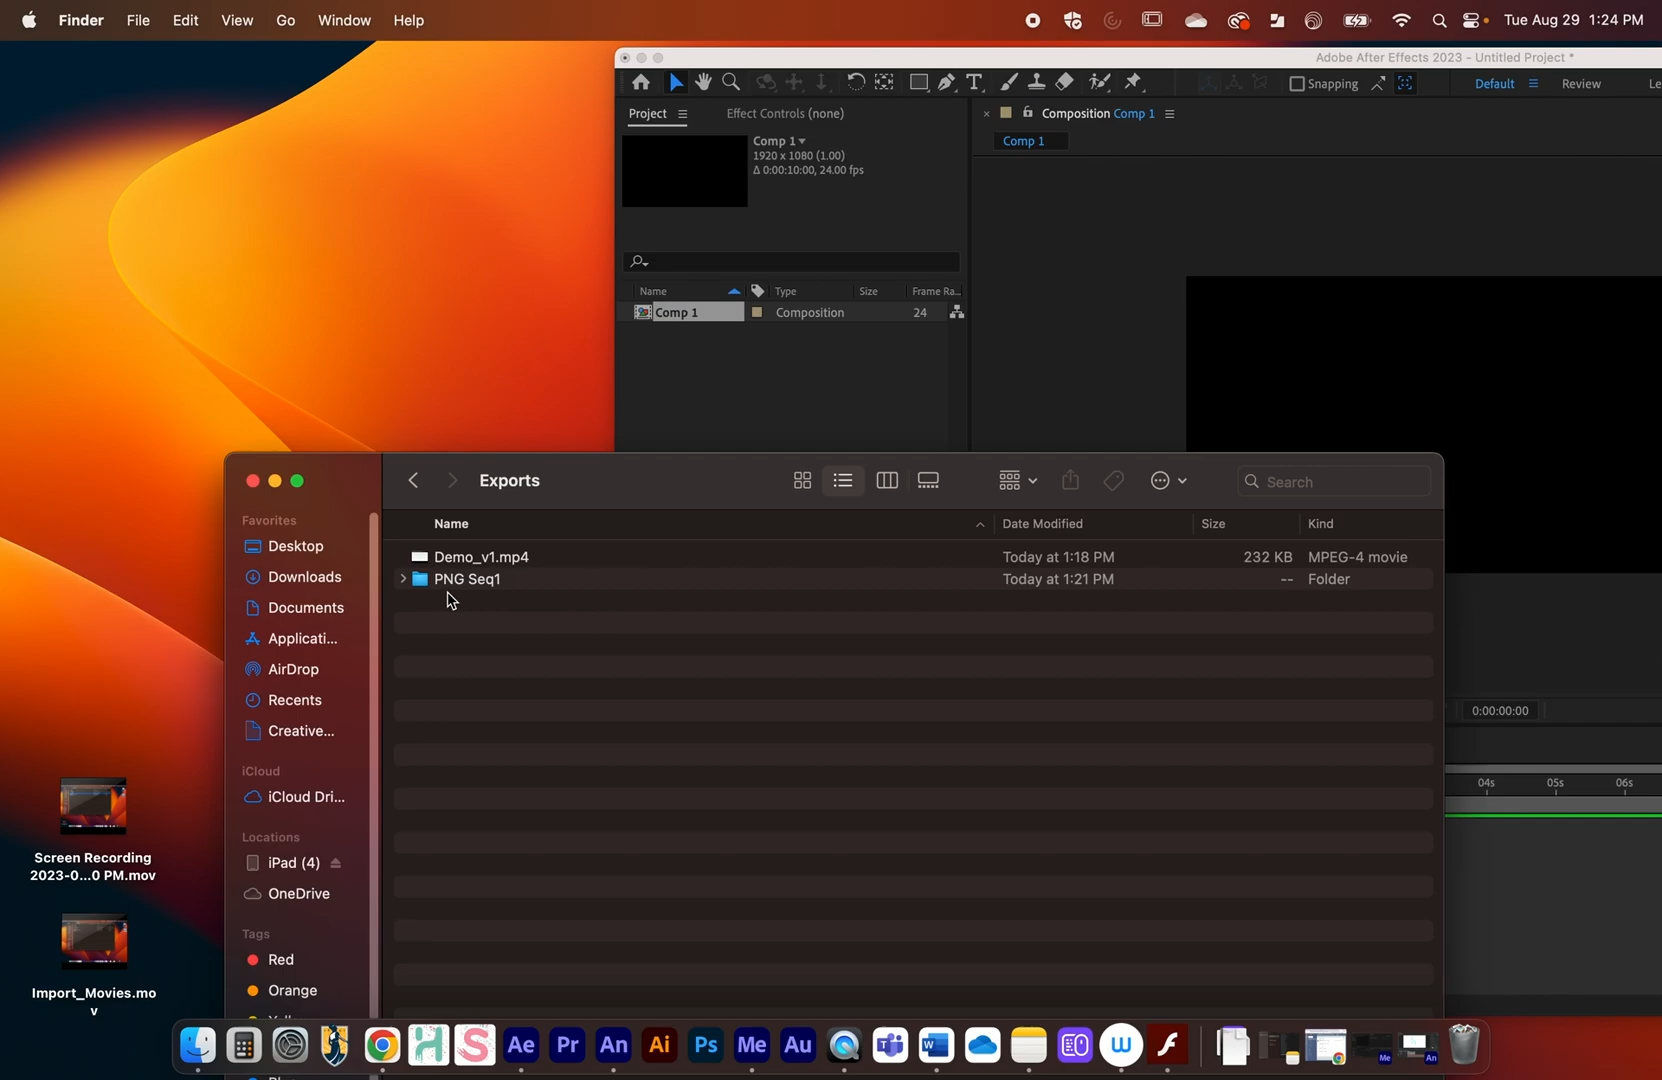 Finder File Edit View Go Window Help
Tue Aug 29 1:24 PM
Adobe After Effects 2023 - Untitled Project *
Snapping
Default
Review
Le
Project
Effect Controls (none)
Composition Comp 1
Comp 1
Comp 1
1920 x 1080 (1.00)
Δ 0:00:10:00, 24.00 fps
Name
Type
Size
Frame Ra...
Comp 1
Composition
24
Exports
Search
Favorites
Desktop
Downloads
Documents
Applicati...
AirDrop
Recents
Creative...
iCloud
iCloud Dri...
Locations
iPad (4)
OneDrive
Tags
Red
Orange
Name
Date Modified
Size
Kind
Demo_v1.mp4
Today at 1:18 PM
232 KB
MPEG-4 movie
PNG Seq1
Today at 1:21 PM
--
Folder
0:00:00:00
04s
05s
06s
Screen Recording
2023-0...0 PM.mov
Import_Movies.mo
v
H
S
Ae
Pr
An
Ai
Ps
Me
Au
W
w
Me
An